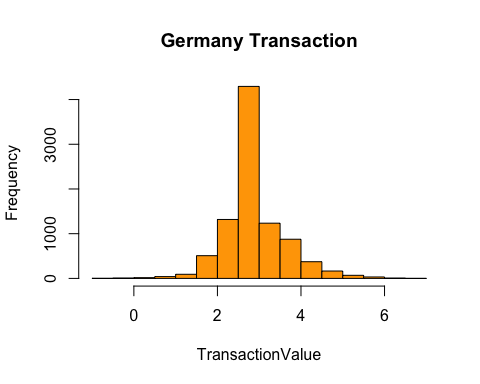 Germany Transaction
Frequency
3000
1000
0
0 2 4 6
TransactionValue